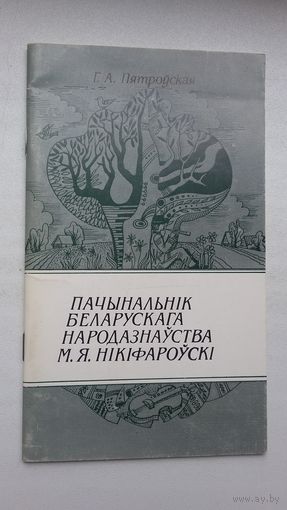 Г. А. Пятроўская
ПАЧЫНАЛЬНІК
БЕЛАРУСКАГА
НАРОДАЗНАЎСТВА
М. Я. НІКІФАРОЎСКІ
www.ay.by